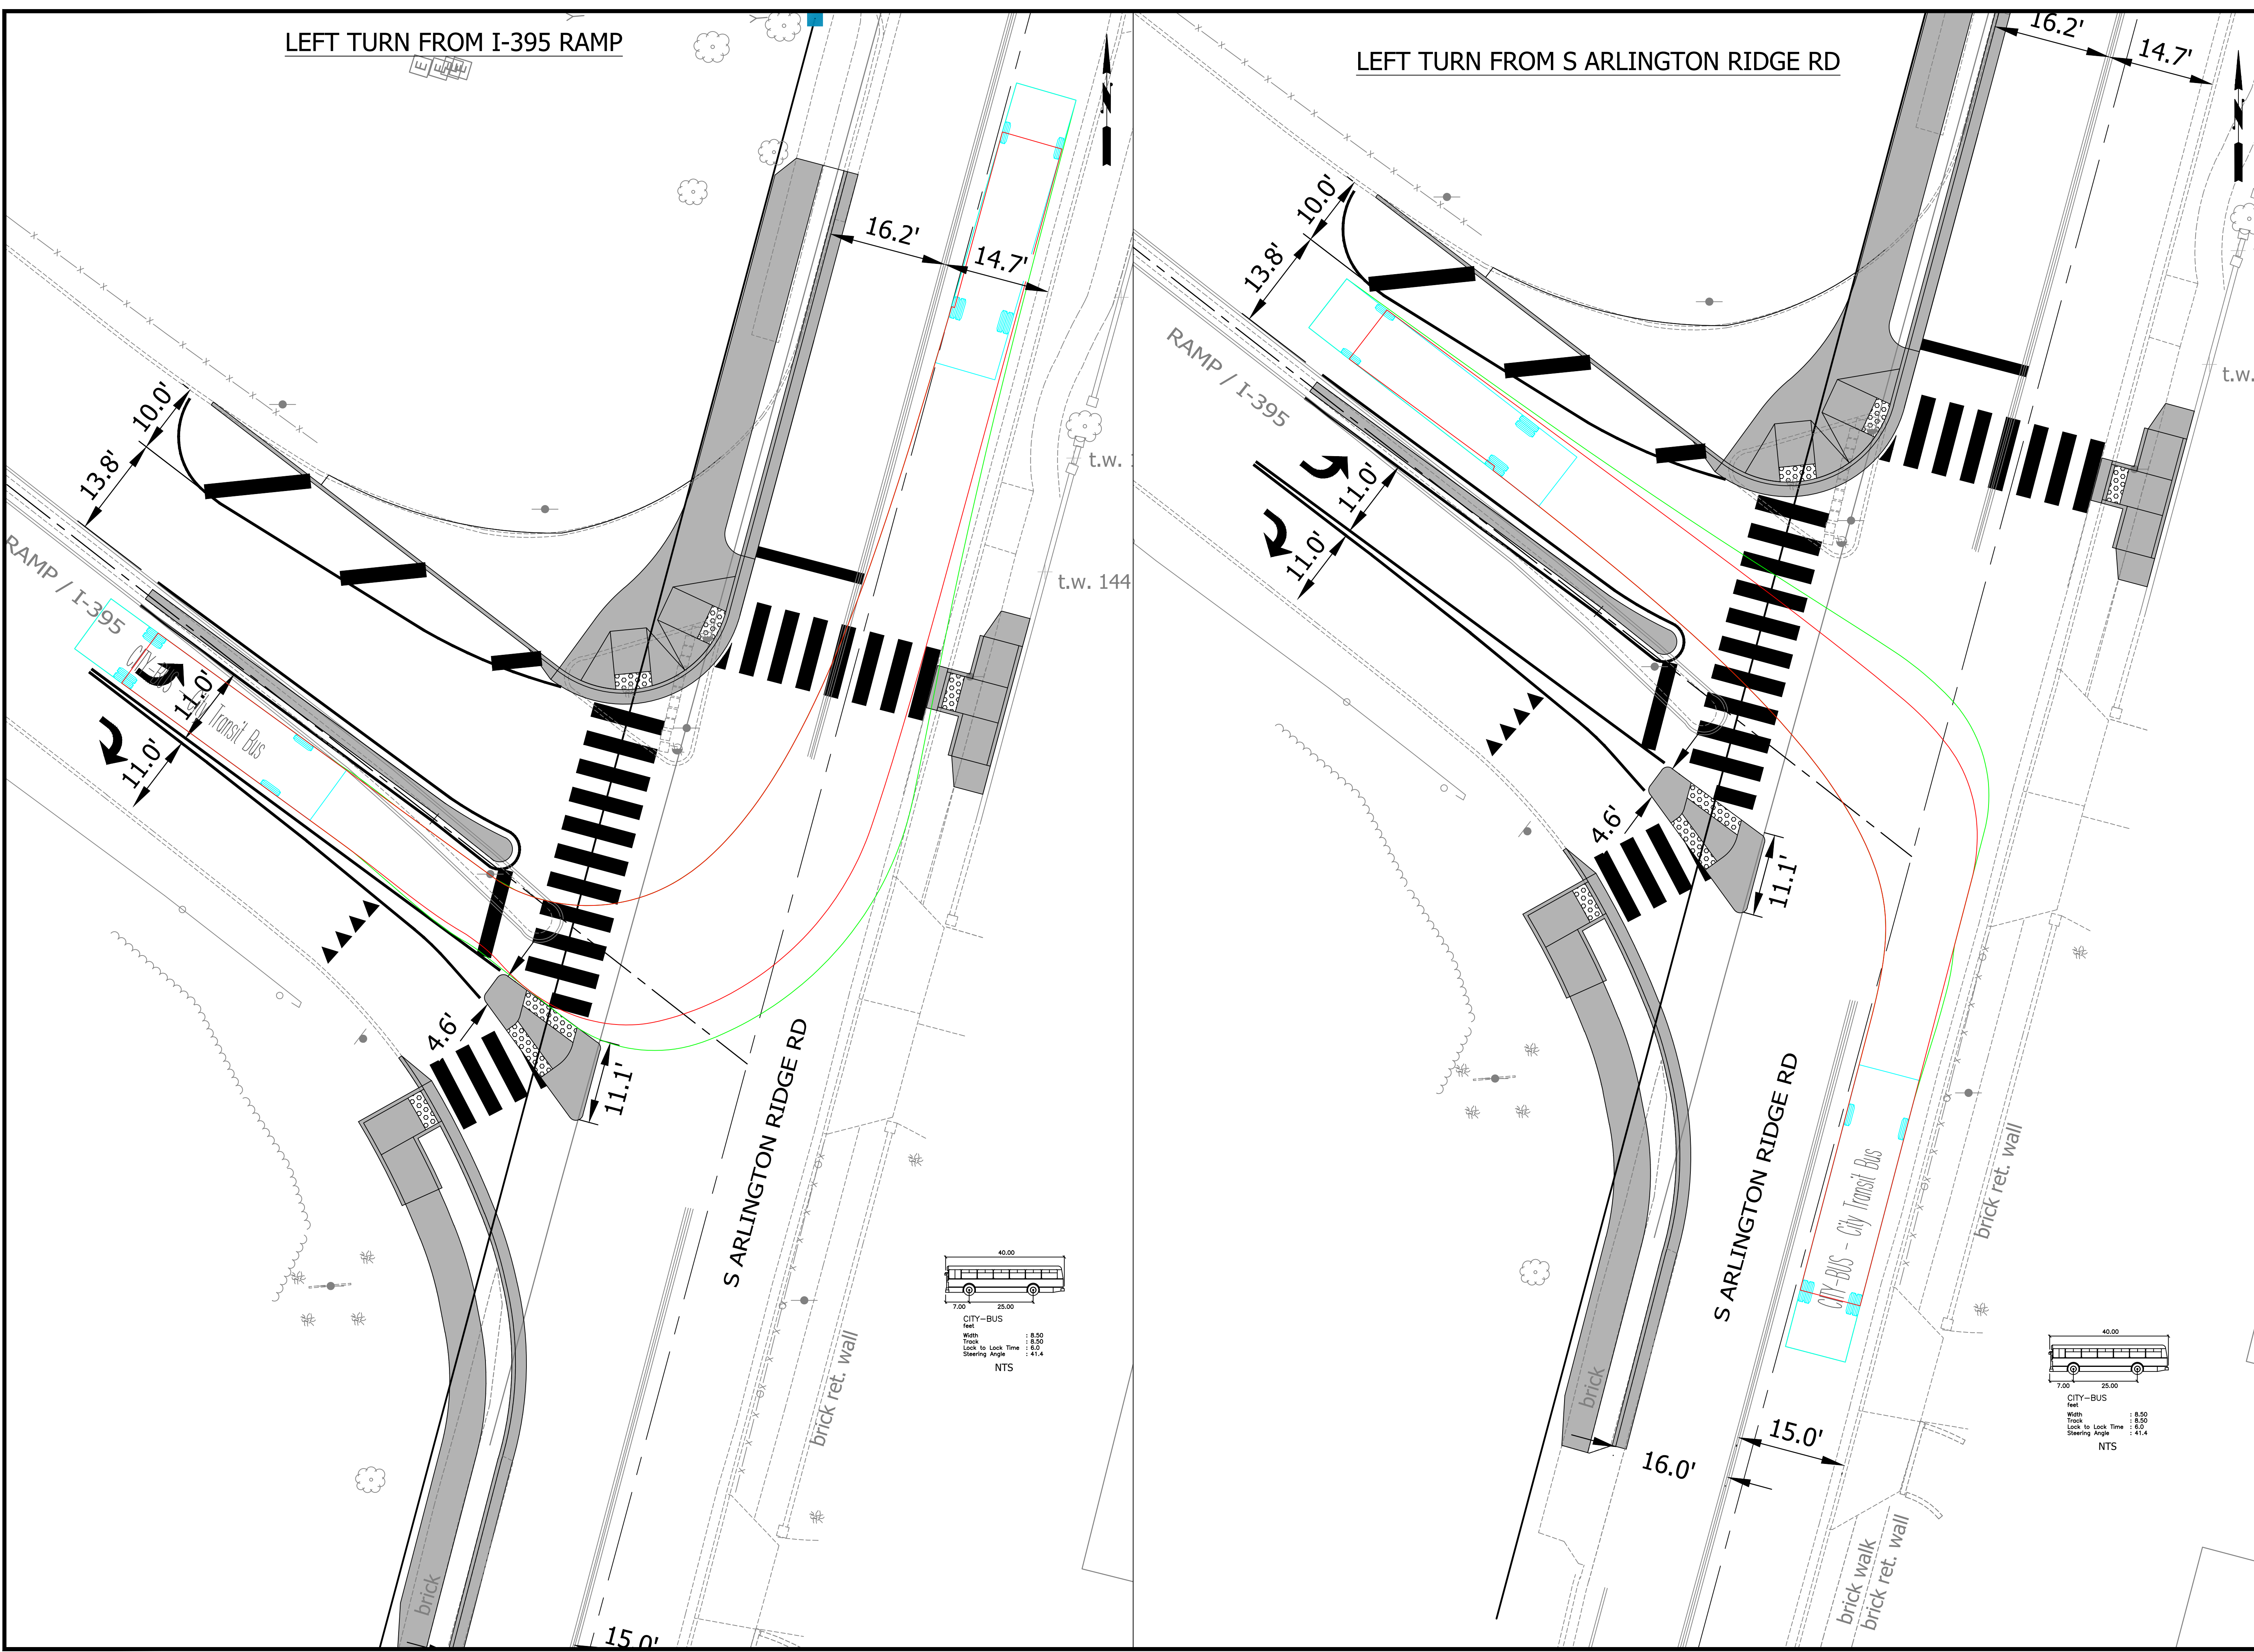 LEFT TURN FROM I-395 RAMP
E
E
E
E
N
16.2'
14.7'
10.0'
13.8'
RAMP / I-395
CITY-BUS - City Transit Bus
11.0'
11.0'
t.w. 144
4.6'
11.1'
S ARLINGTON RIDGE RD
brick ret. wall
brick
15.0'
40.00
7.00
25.00
CITY-BUS
feet
Width : 8.50
Track : 8.50
Lock to Lock Time : 6.0
Steering Angle : 41.4
NTS
LEFT TURN FROM S ARLINGTON RIDGE RD
N
16.2'
14.7'
10.0'
13.8'
RAMP / I-395
11.0'
11.0'
t.w.
4.6'
11.1'
S ARLINGTON RIDGE RD
CITY-BUS - City Transit Bus
brick ret. wall
brick
16.0'
15.0'
brick walk
brick ret. wall
40.00
7.00
25.00
CITY-BUS
feet
Width : 8.50
Track : 8.50
Lock to Lock Time : 6.0
Steering Angle : 41.4
NTS